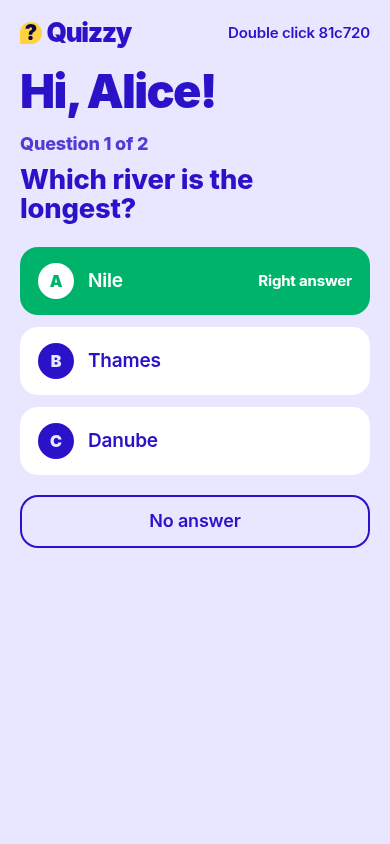 ? Quizzy
Double click 81c720
Hi, Alice!
Question 1 of 2
Which river is the
longest?
A Nile Right answer
B Thames
C Danube
No answer